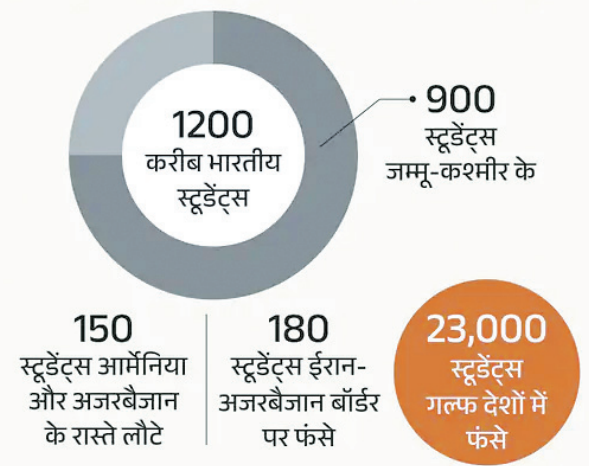 1200
करीब भारतीय
स्टूडेंट्स
900
स्टूडेंट्स
जम्मू-कश्मीर के
150
स्टूडेंट्स आर्मेनिया
और अजरबैजान
के रास्ते लौटे
180
स्टूडेंट्स ईरान-
अजरबैजान बॉर्डर
पर फंसे
23,000
स्टूडेंट्स
गल्फ देशों में
फंसे